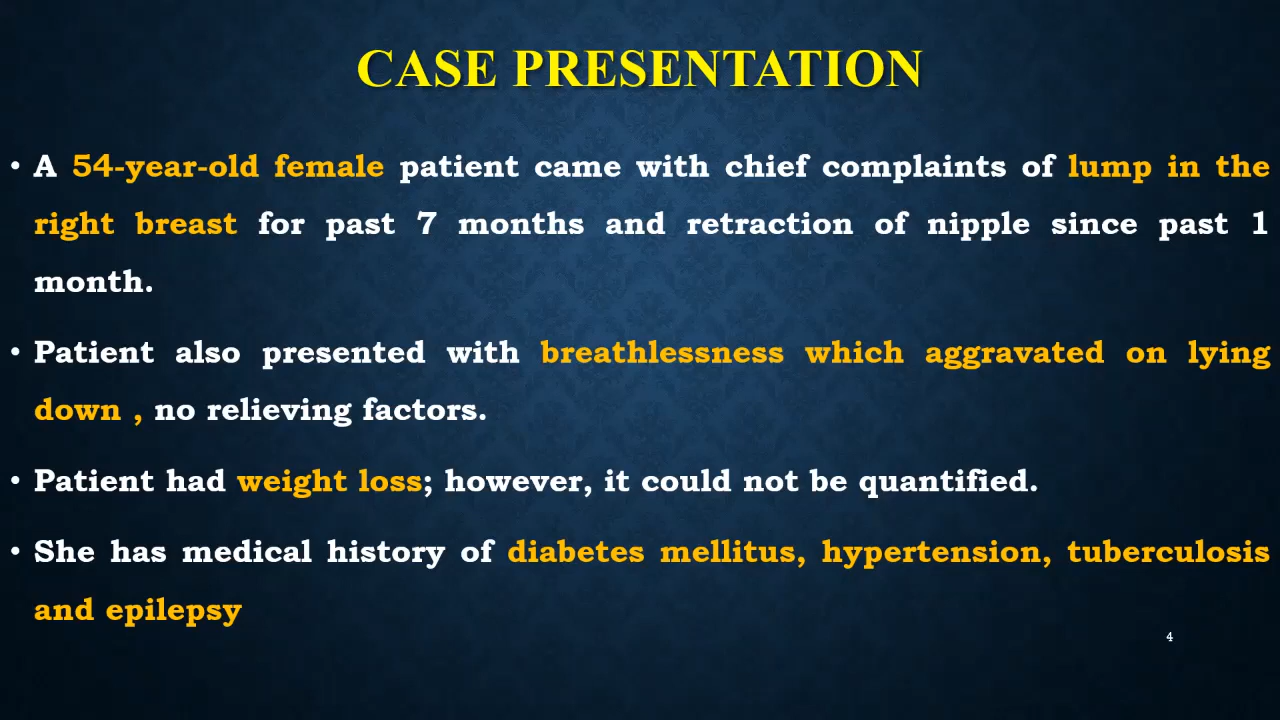 CASE PRESENTATION
• A 54-year-old female patient came with chief complaints of lump in the
right breast for past 7 months and retraction of nipple since past 1
month.
• Patient also presented with breathlessness which aggravated on lying
down , no relieving factors.
• Patient had weight loss; however, it could not be quantified.
• She has medical history of diabetes mellitus, hypertension, tuberculosis
and epilepsy
4